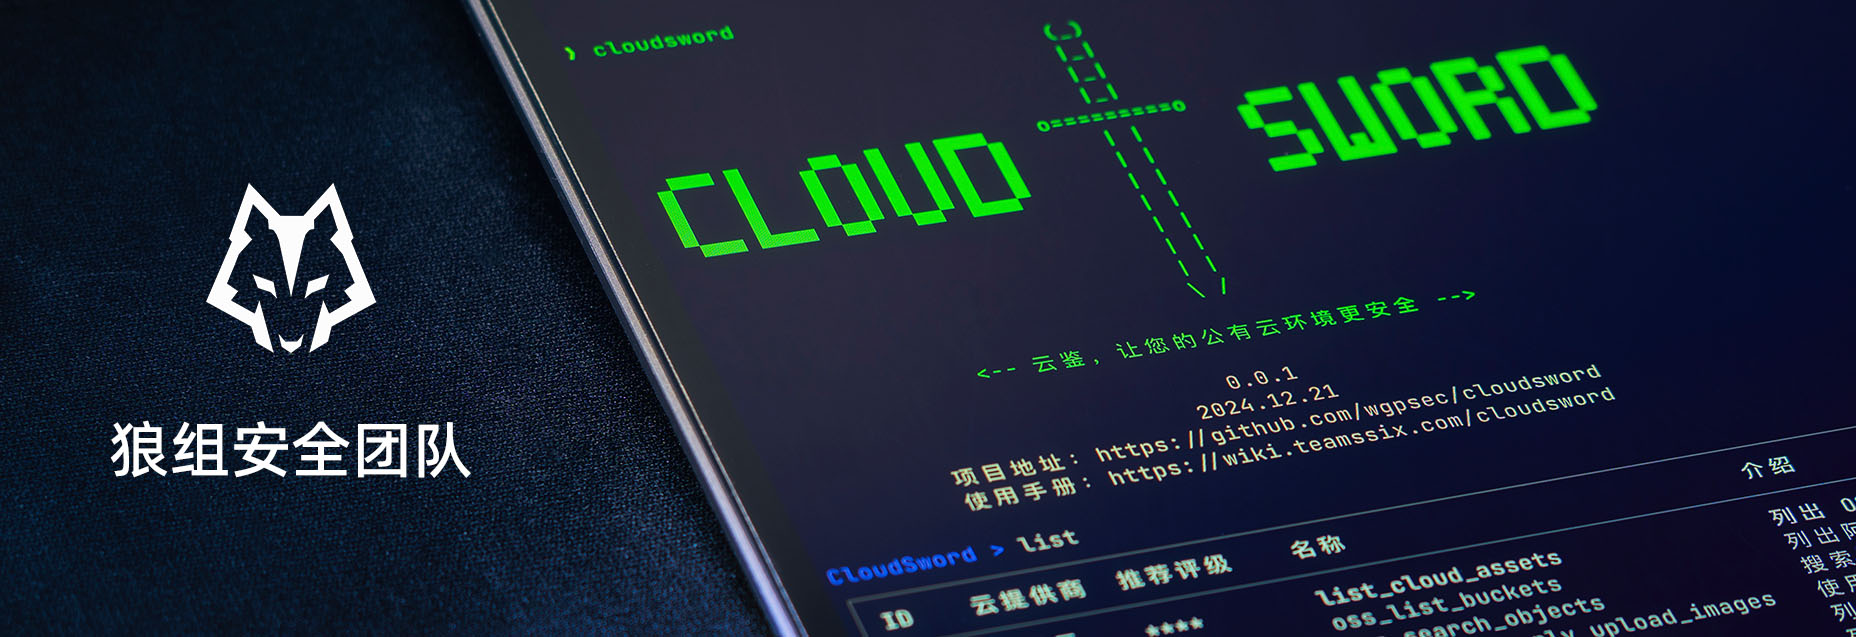 狼组安全团队
❯ cloudsword
CLOUD SWORD
<-- 云鉴，让您的公有云环境更安全 -->
0.0.1
2024.12.21
项目地址：https://github.com/wgpsec/cloudsword
使用手册：https://wiki.teamssix.com/cloudsword
CloudSword > list
ID 云提供商 推荐评级 名称 介绍
**** list_cloud_assets 列出
oss_list_buckets 列出
search_objects 搜索
upload_images 使用
列